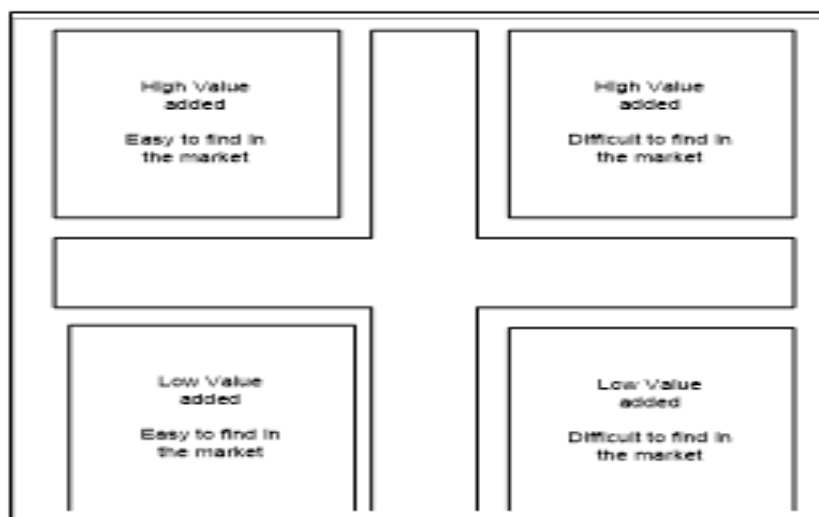 High Value
added
Easy to find in
the market
High Value
added
Difficult to find in
the market
Low Value
added
Easy to find in
the market
Low Value
added
Difficult to find in
the market